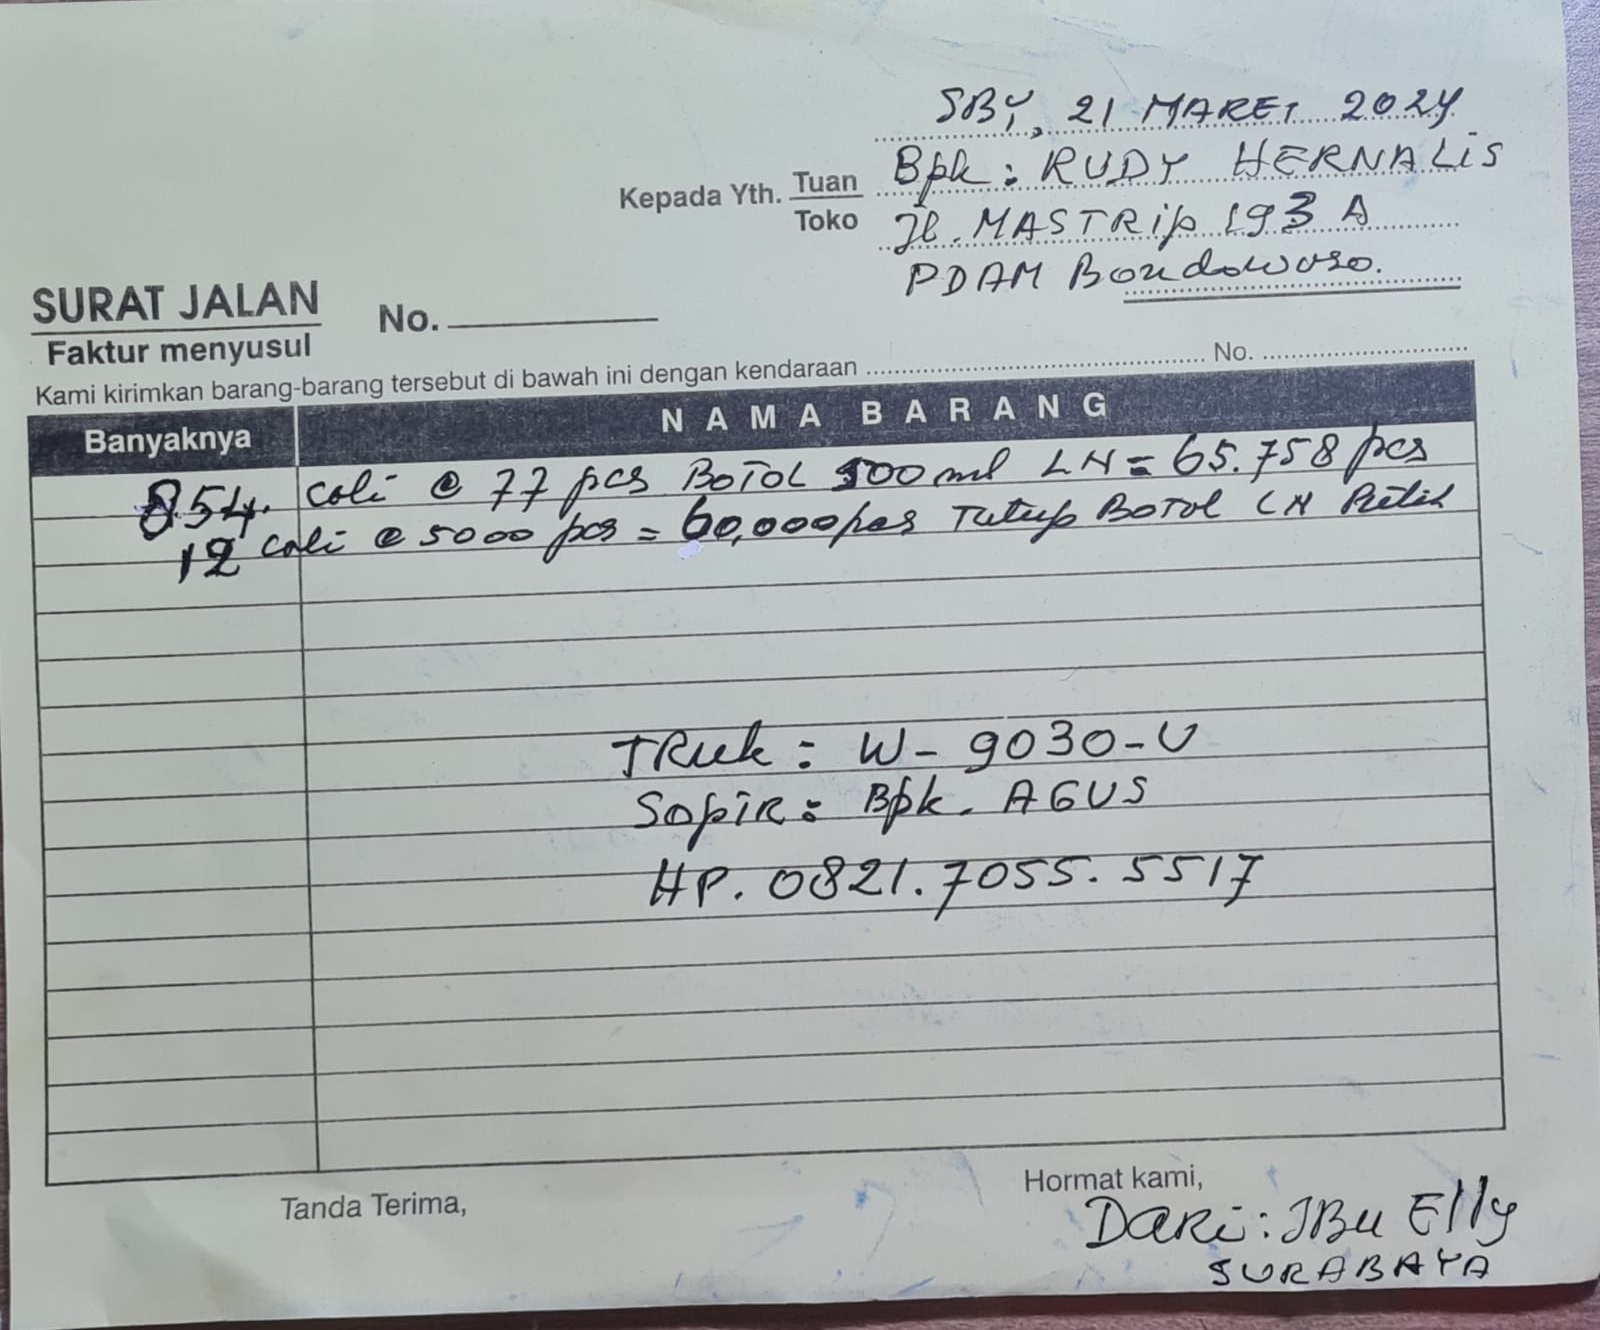 SBY, 21 MARET 2024
Kepada Yth. Tuan Bpk : RUDY HERNALIS
Toko Jl. MASTRip 193 A
PDAM Bondowoso.
SURAT JALAN No.
Faktur menyusul
Kami kirimkan barang-barang tersebut di bawah ini dengan kendaraan No.
Banyaknya NAMA BARANG
854. coli @ 77 pcs BOTOL 500 ml LN = 65.758 pcs
12 coli @ 5000 pcs = 60,000 pcs Tutup BOTOL LN Putih
TRuk : W - 9030 - U
SopiR : Bpk. AGUS
HP. 0821.7055.5517
Tanda Terima,
Hormat kami,
DaRi : IBu Elly
SURABAYA